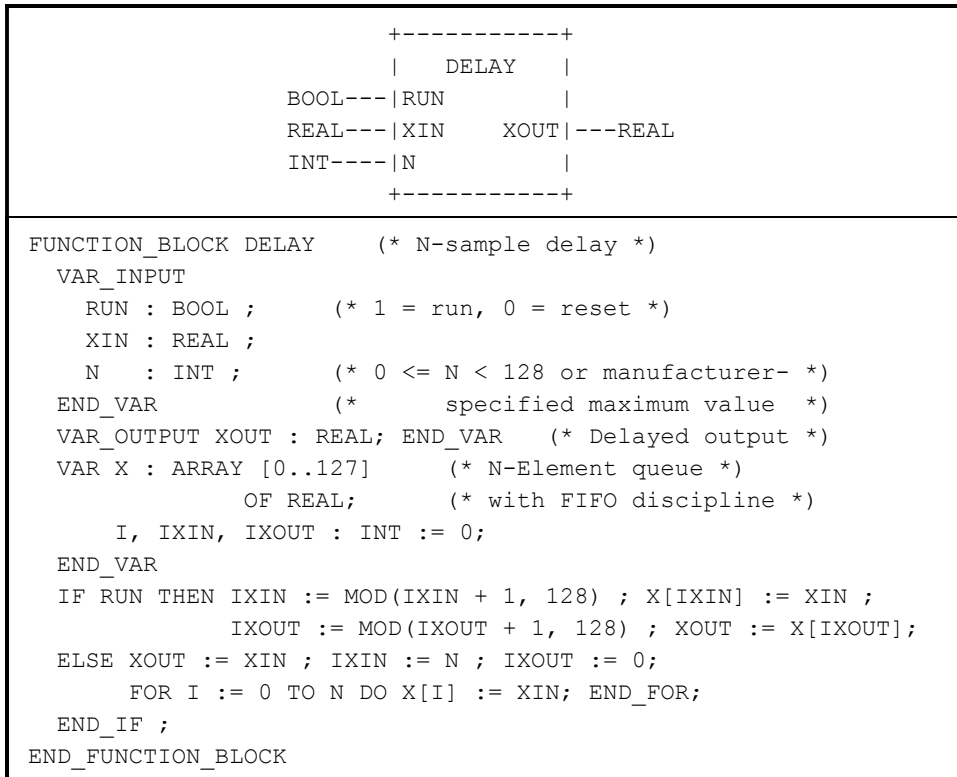 +-----------+
|   DELAY   |
BOOL---|RUN        |
REAL---|XIN    XOUT|---REAL
INT----|N          |
+-----------+
FUNCTION_BLOCK DELAY    (* N-sample delay *)
VAR_INPUT
RUN : BOOL ;      (* 1 = run, 0 = reset *)
XIN : REAL ;
N   : INT ;       (* 0 <= N < 128 or manufacturer- *)
END_VAR           (*      specified maximum value  *)
VAR_OUTPUT XOUT : REAL; END_VAR   (* Delayed output *)
VAR X : ARRAY [0..127]     (* N-Element queue *)
OF REAL;      (* with FIFO discipline *)
I, IXIN, IXOUT : INT := 0;
END_VAR
IF RUN THEN IXIN := MOD(IXIN + 1, 128) ; X[IXIN] := XIN ;
IXOUT := MOD(IXOUT + 1, 128) ; XOUT := X[IXOUT];
ELSE XOUT := XIN ; IXIN := N ; IXOUT := 0;
FOR I := 0 TO N DO X[I] := XIN; END_FOR;
END_IF ;
END_FUNCTION_BLOCK